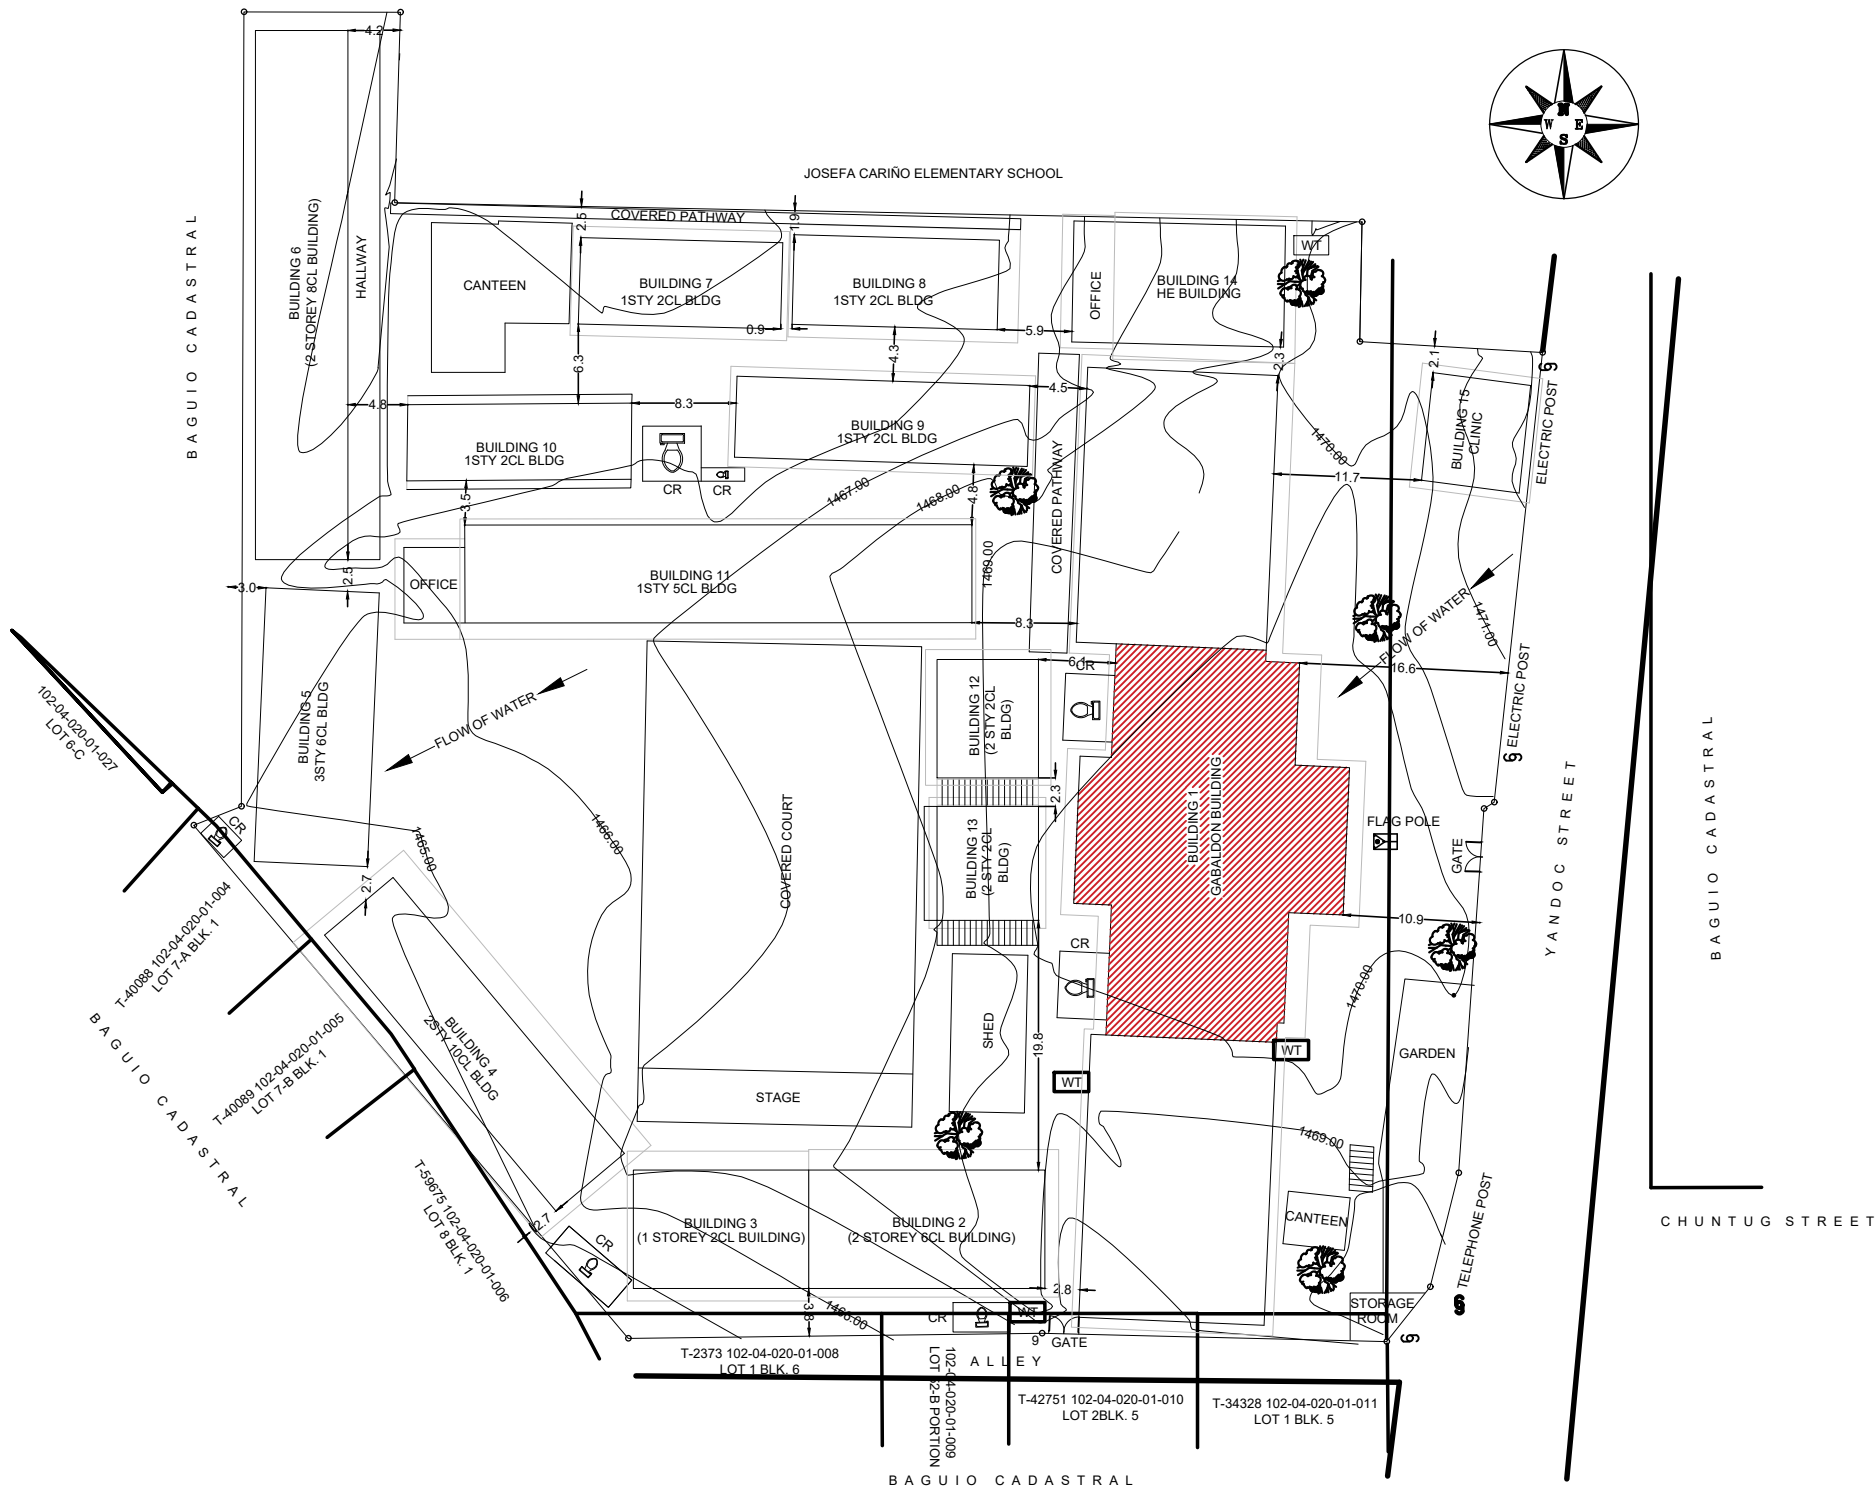 4.2
N
W E
S
JOSEFA CARIÑO ELEMENTARY SCHOOL
BAGUIO CADASTRAL
BUILDING 6
(2 STOREY 8CL BUILDING)
HALLWAY
2.5
COVERED PATHWAY
1.9
CANTEEN
BUILDING 7
1STY 2CL BLDG
0.9
BUILDING 8
1STY 2CL BLDG
5.9
OFFICE
BUILDING 14
HE BUILDING
WT
6.3
4.3
2.3
2.1
4.8
8.3
4.5
BUILDING 10
1STY 2CL BLDG
CR
CR
BUILDING 9
1STY 2CL BLDG
1470.00
BUILDING 15
CLINIC
ELECTRIC POST
11.7
3.5
1467.00
1468.00
4.8
COVERED PATHWAY
1469.00
3.0
2.5
OFFICE
BUILDING 11
1STY 5CL BLDG
8.3
FLOW OF WATER
1471.00
102-04-020-01-027
LOT 6-C
BUILDING 5
3STY 6CL BLDG
FLOW OF WATER
BUILDING 12
(2 STY 2CL
BLDG)
6.1
CR
16.6
ELECTRIC POST
BAGUIO CADASTRAL
YANDOC STREET
2.3
CR
1465.00
1466.00
COVERED COURT
BUILDING 13
(2 STY 2CL
BLDG)
BUILDING 1
GABALDON BUILDING
FLAG POLE
GATE
2.7
T-40088 102-04-020-01-004
LOT 7-A BLK. 1
10.9
CR
1470.00
BAGUIO CADASTRAL
T-40089 102-04-020-01-005
LOT 7-B BLK. 1
BUILDING 4
2STY 10CL BLDG
SHED
19.8
WT
WT
GARDEN
STAGE
1469.00
T-59675 102-04-020-01-006
LOT 8 BLK. 1
2.7
CR
BUILDING 3
(1 STOREY 2CL BUILDING)
BUILDING 2
(2 STOREY 6CL BUILDING)
CANTEEN
TELEPHONE POST
CHUNTUG STREET
2.8
3.8
1466.00
CR
WT
STORAGE
ROOM
GATE
ALLEY
T-2373 102-04-020-01-008
LOT 1 BLK. 6
102-04-020-01-009
T-42751 102-04-020-01-010
LOT 2BLK. 5
T-34328 102-04-020-01-011
LOT 1 BLK. 5
BAGUIO CADASTRAL